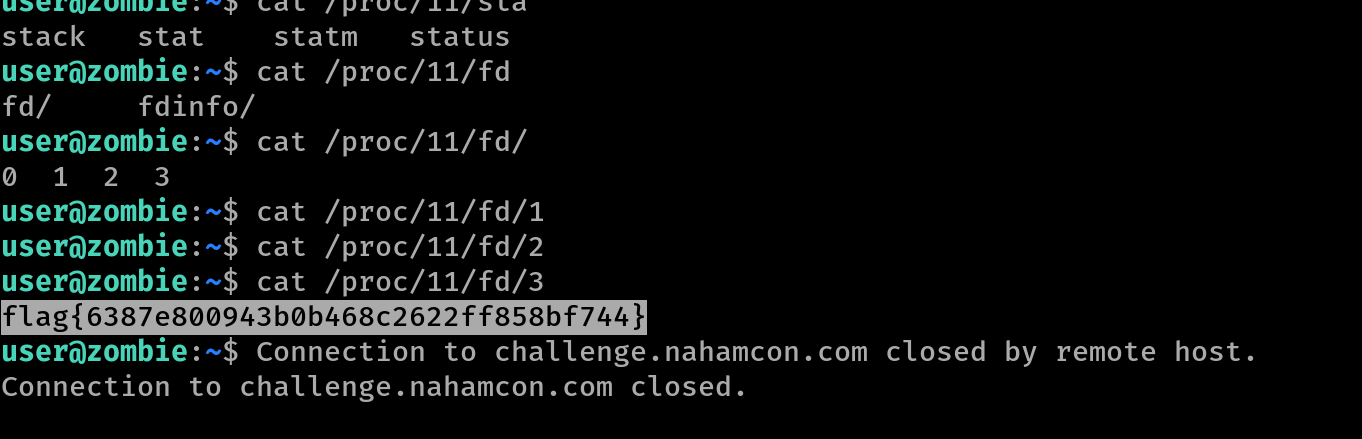 user@zombie:~$ cat /proc/11/sta
stack   stat    statm   status
user@zombie:~$ cat /proc/11/fd
fd/     fdinfo/
user@zombie:~$ cat /proc/11/fd/
0  1  2  3
user@zombie:~$ cat /proc/11/fd/1
user@zombie:~$ cat /proc/11/fd/2
user@zombie:~$ cat /proc/11/fd/3
flag{6387e800943b0b468c2622ff858bf744}
user@zombie:~$ Connection to challenge.nahamcon.com closed by remote host.
Connection to challenge.nahamcon.com closed.